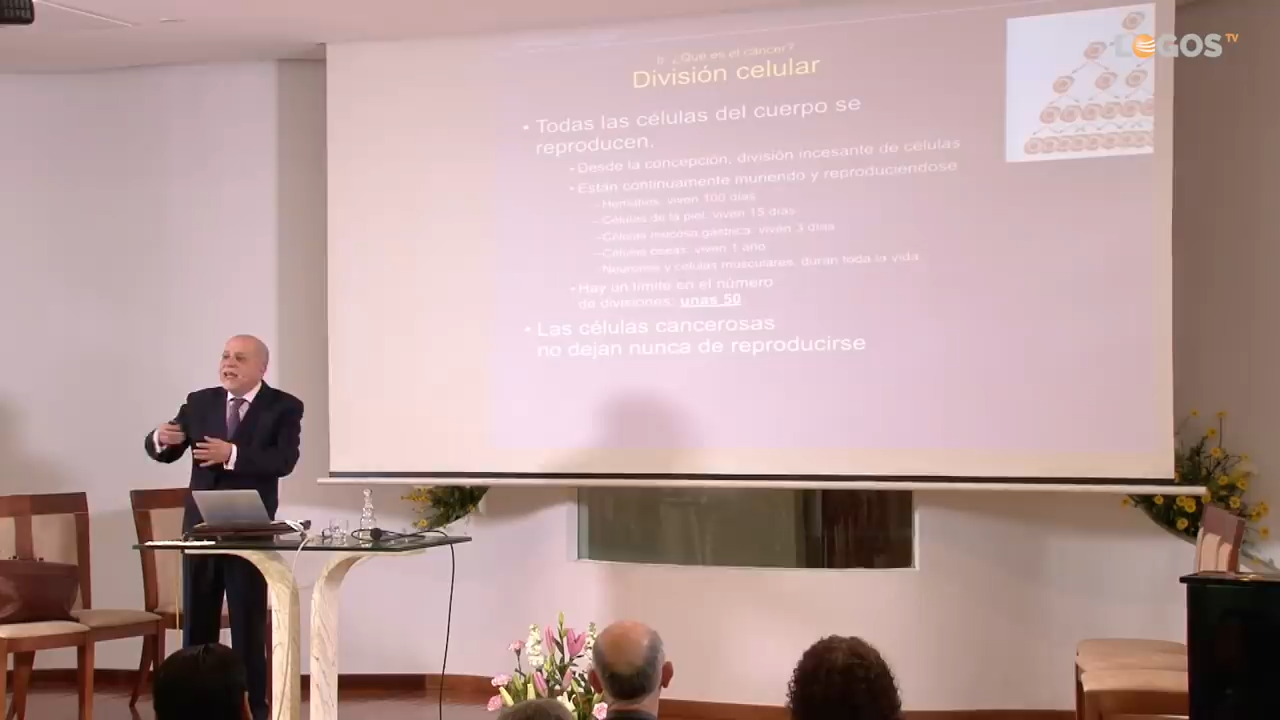 LOGOS TV
II. ¿Que es el cáncer?
División celular
• Todas las células del cuerpo se
reproducen.
• Desde la concepción, división incesante de células
• Están continuamente muriendo y reproduciéndose
–Hematíes: viven 100 días
–Células de la piel: viven 15 días
–Células mucosa gástrica: viven 3 días
–Células óseas: viven 1 año
–Neuronas y células musculares, duran toda la vida
• Hay un límite en el número
de divisiones: unas 50
• Las células cancerosas
no dejan nunca de reproducirse